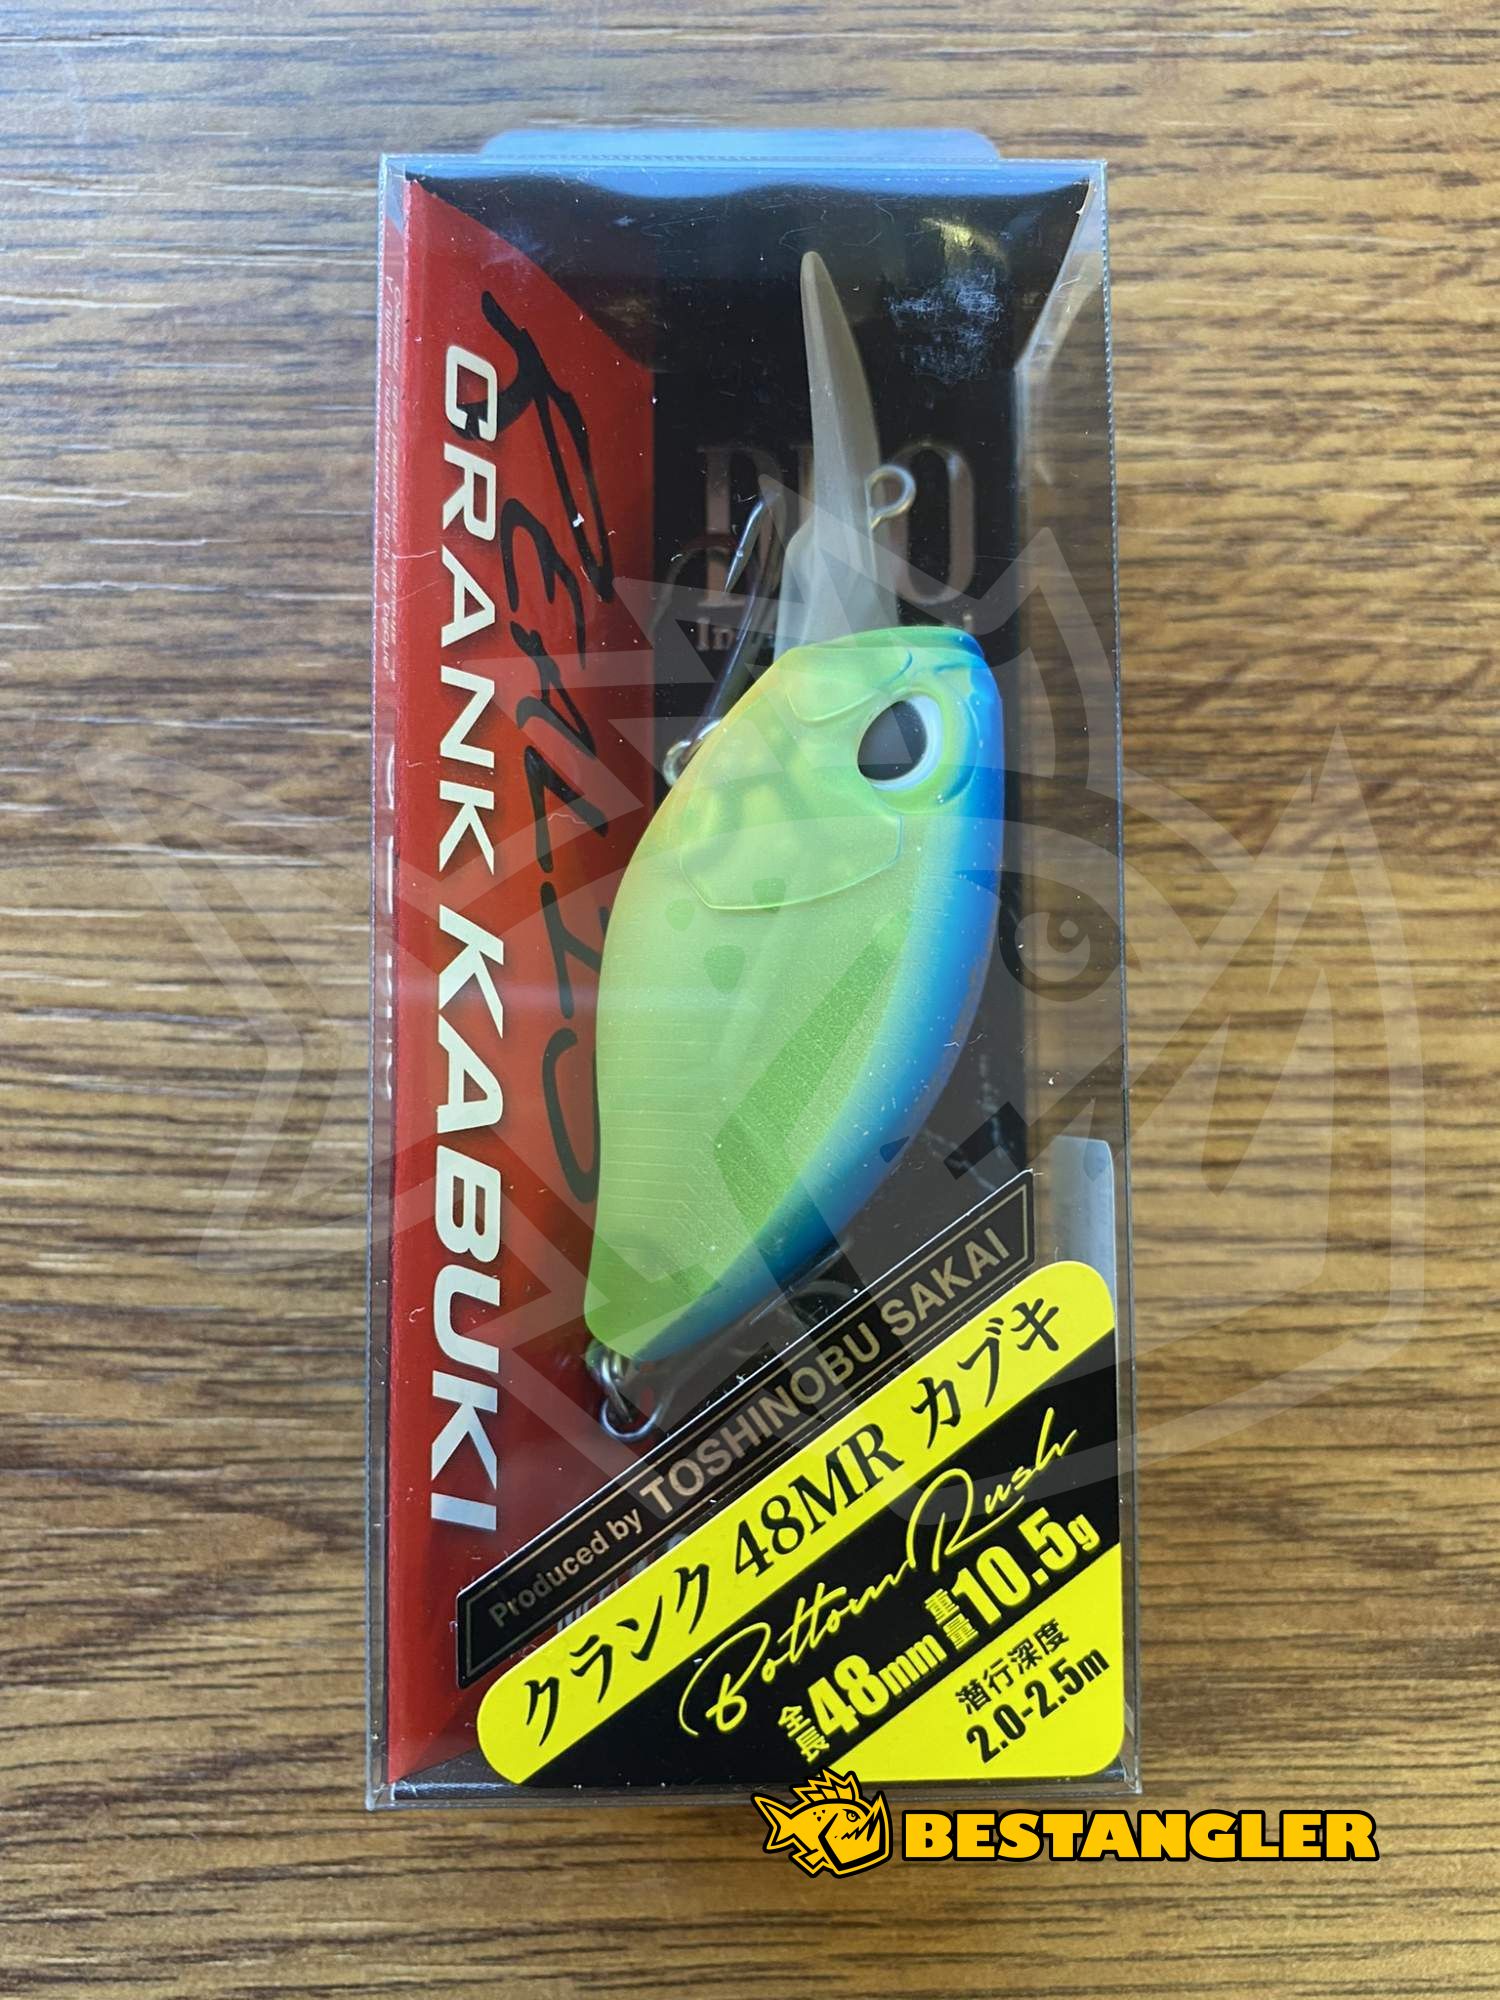 REALIS
CRANK KABUKI
PRO
Produced by TOSHINOBU SAKAI
クランク 48MR カブキ
Bottom Rush
全長48mm 重量10.5g
潜行深度
2.0-2.5m
BESTANGLER